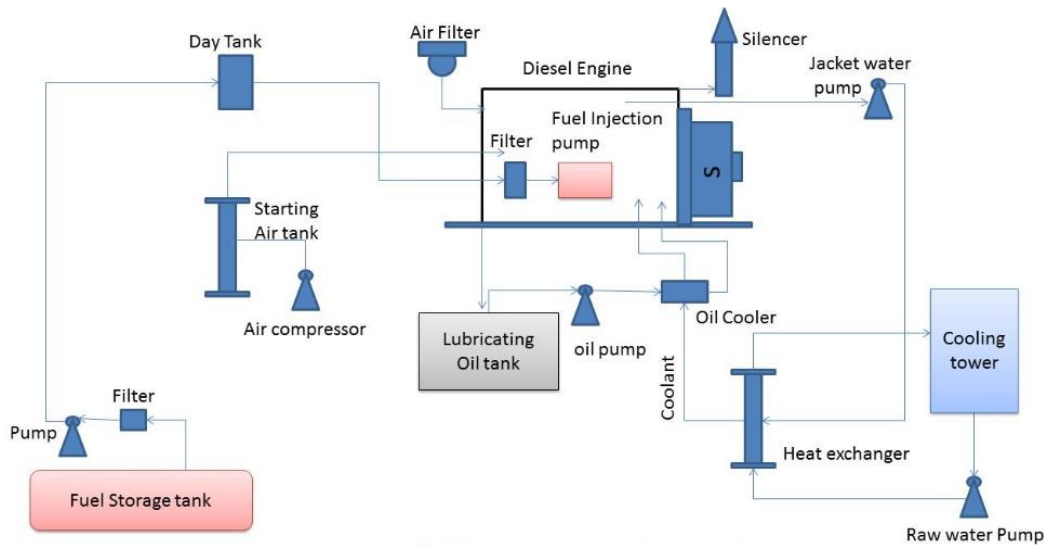 Day Tank
Air Filter
Silencer
Diesel Engine
Jacket water
pump
Fuel Injection
pump
Filter
S
Starting
Air tank
Air compressor
Lubricating
Oil tank
oil pump
Oil Cooler
Coolant
Cooling
tower
Heat exchanger
Raw water Pump
Filter
Pump
Fuel Storage tank